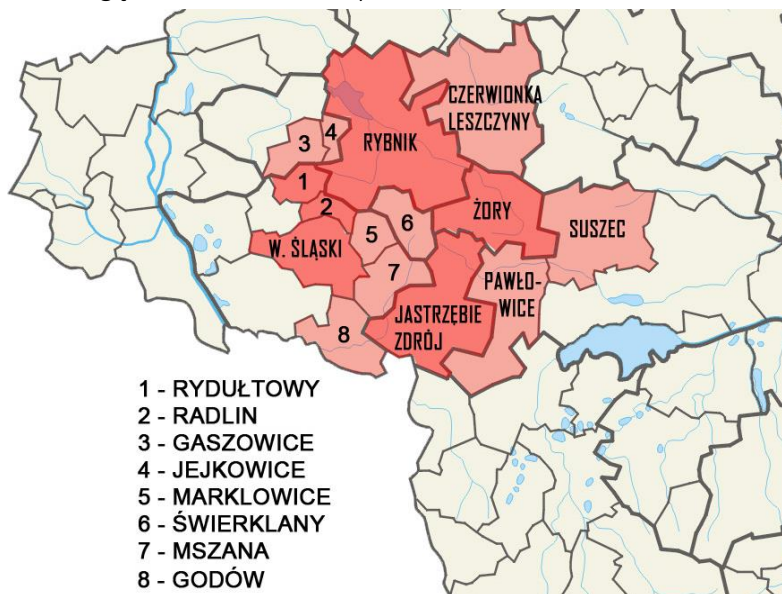 CZERWIONKA
LESZCZYNY
RYBNIK
3
4
1
2
ŻORY
SUSZEC
5
6
W. ŚLĄSKI
7
PAWŁO-
WICE
JASTRZĘBIE
ZDRÓJ
8
1 - RYDUŁTOWY
2 - RADLIN
3 - GASZOWICE
4 - JEJKOWICE
5 - MARKLOWICE
6 - ŚWIERKLANY
7 - MSZANA
8 - GODÓW